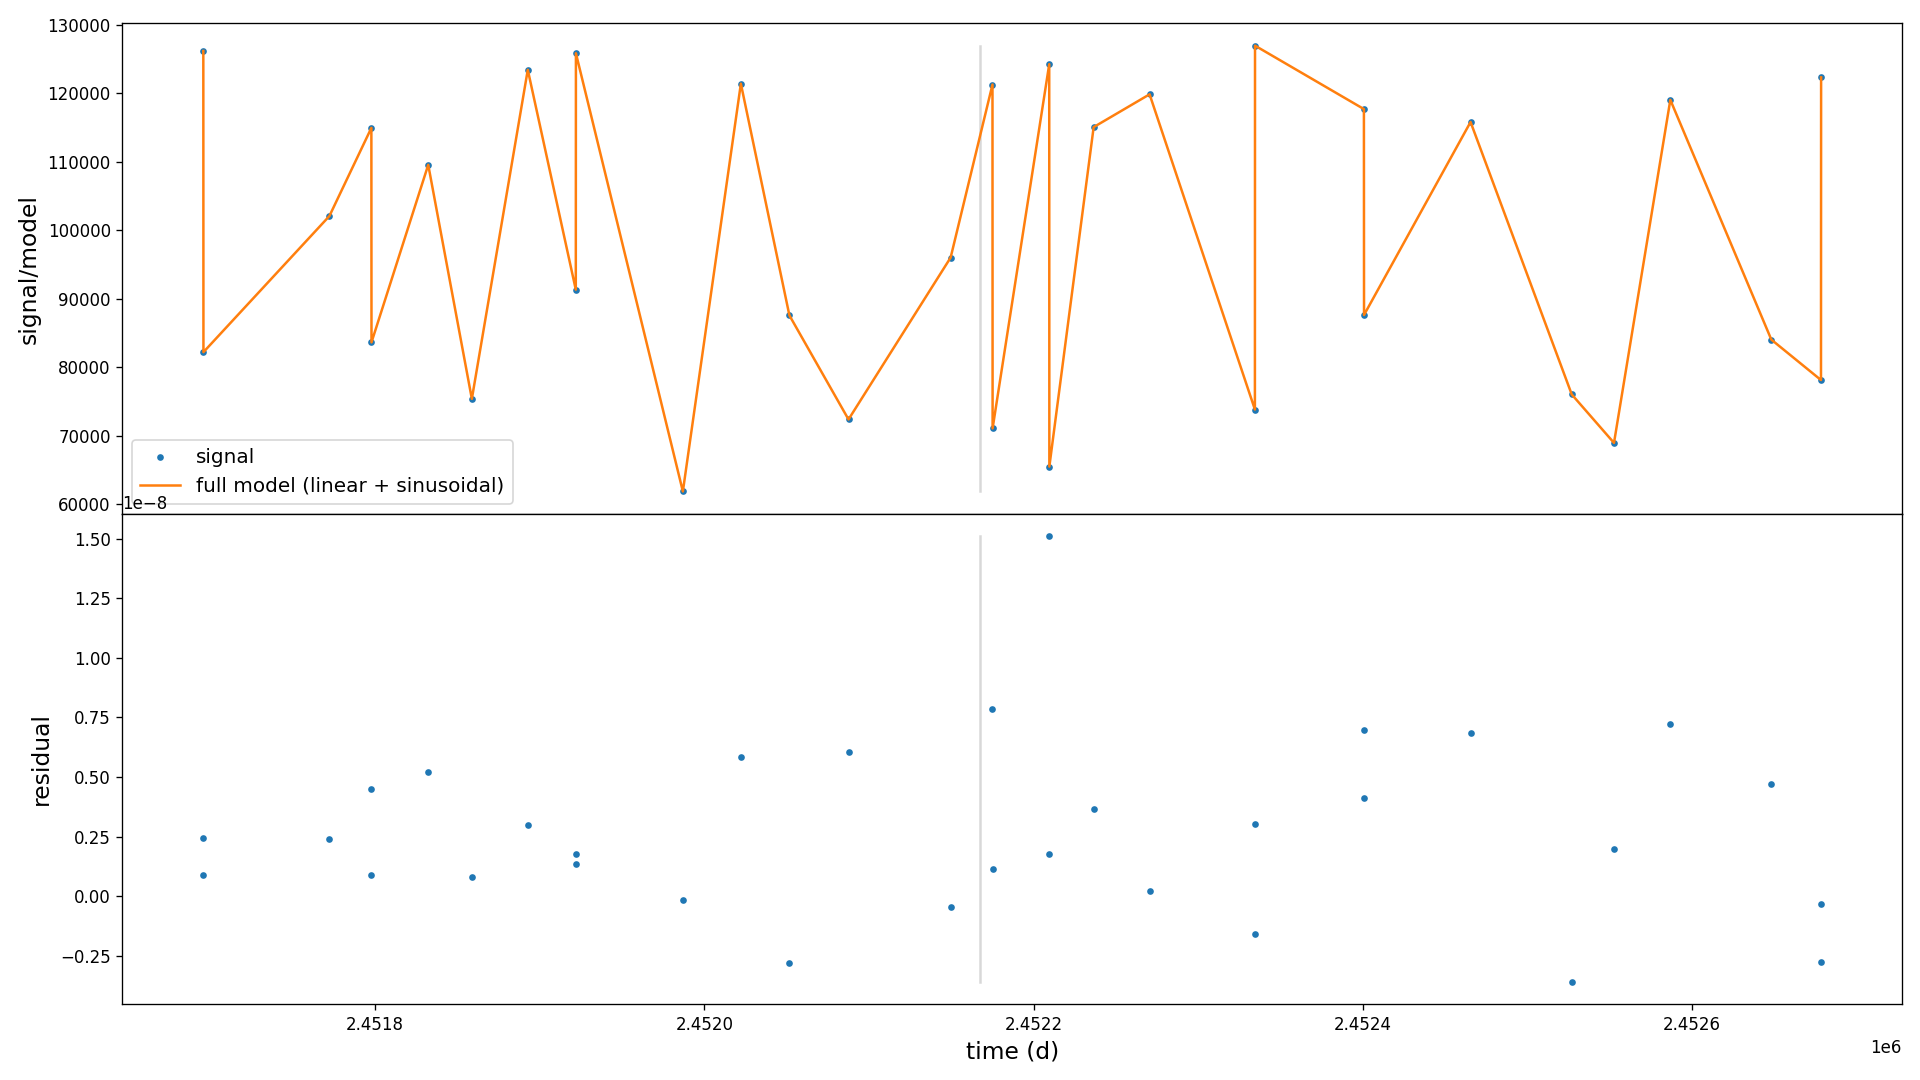 130000
120000
110000
100000
90000
80000
70000
60000
signal/model
signal
full model (linear + sinusoidal)
1e−8
1.50
1.25
1.00
0.75
0.50
0.25
0.00
−0.25
residual
2.4518 2.4520 2.4522 2.4524 2.4526
1e6
time (d)